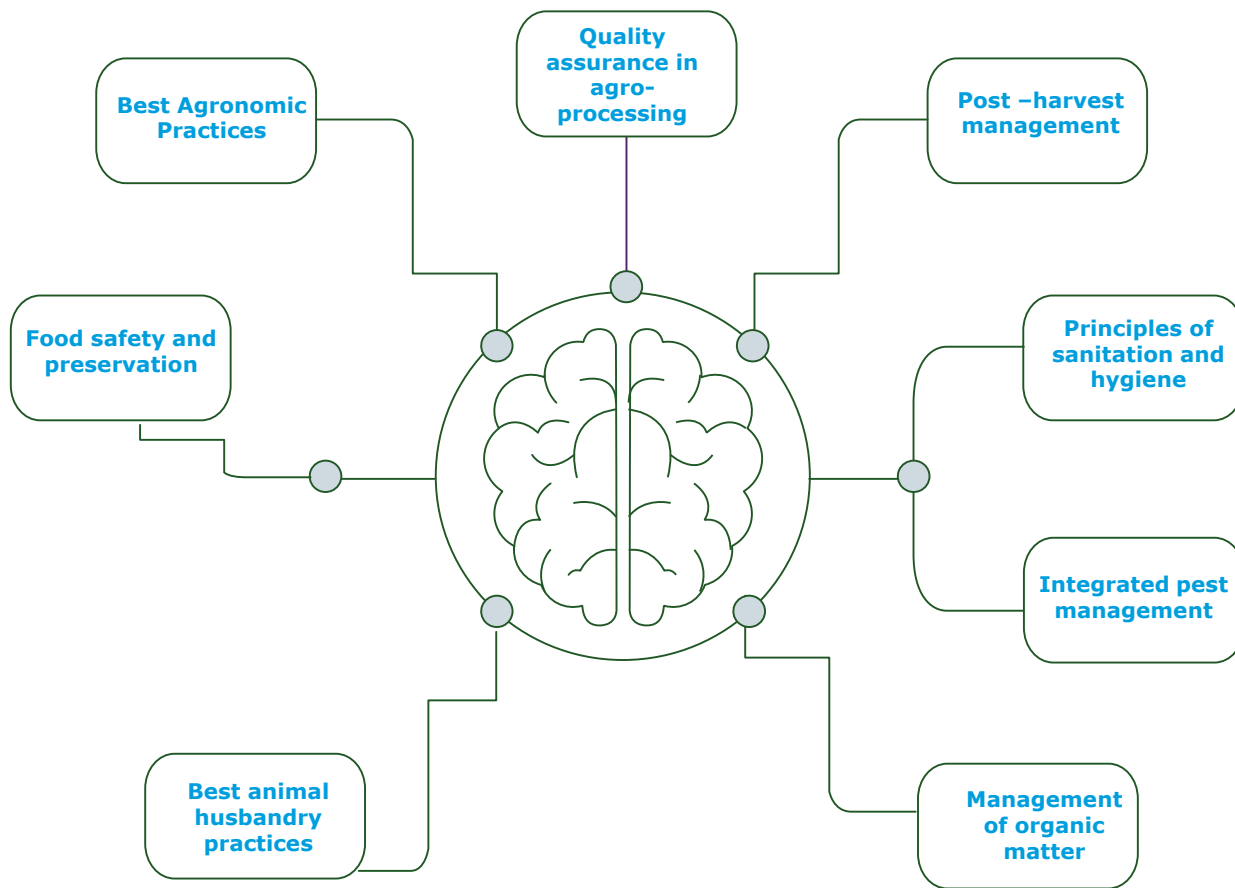 Quality
assurance in
agro-
processing
Best Agronomic
Practices
Post –harvest
management
Food safety and
preservation
Principles of
sanitation and
hygiene
Integrated pest
management
Best animal
husbandry
practices
Management
of organic
matter